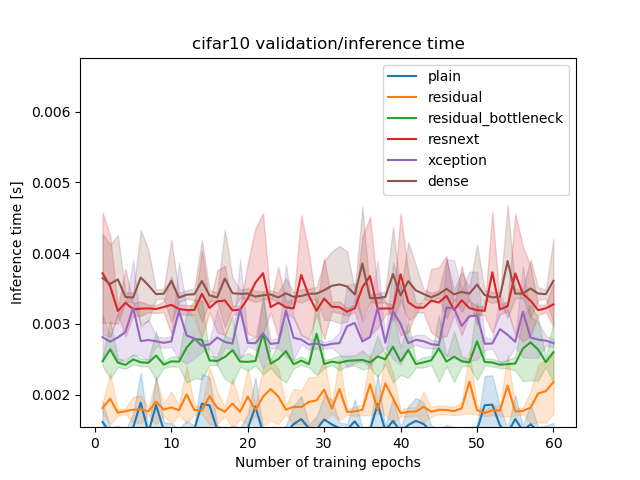 cifar10 validation/inference time
plain
residual
residual_bottleneck
resnext
xception
dense
0.006
0.005
0.004
0.003
0.002
Inference time [s]
0 10 20 30 40 50 60
Number of training epochs